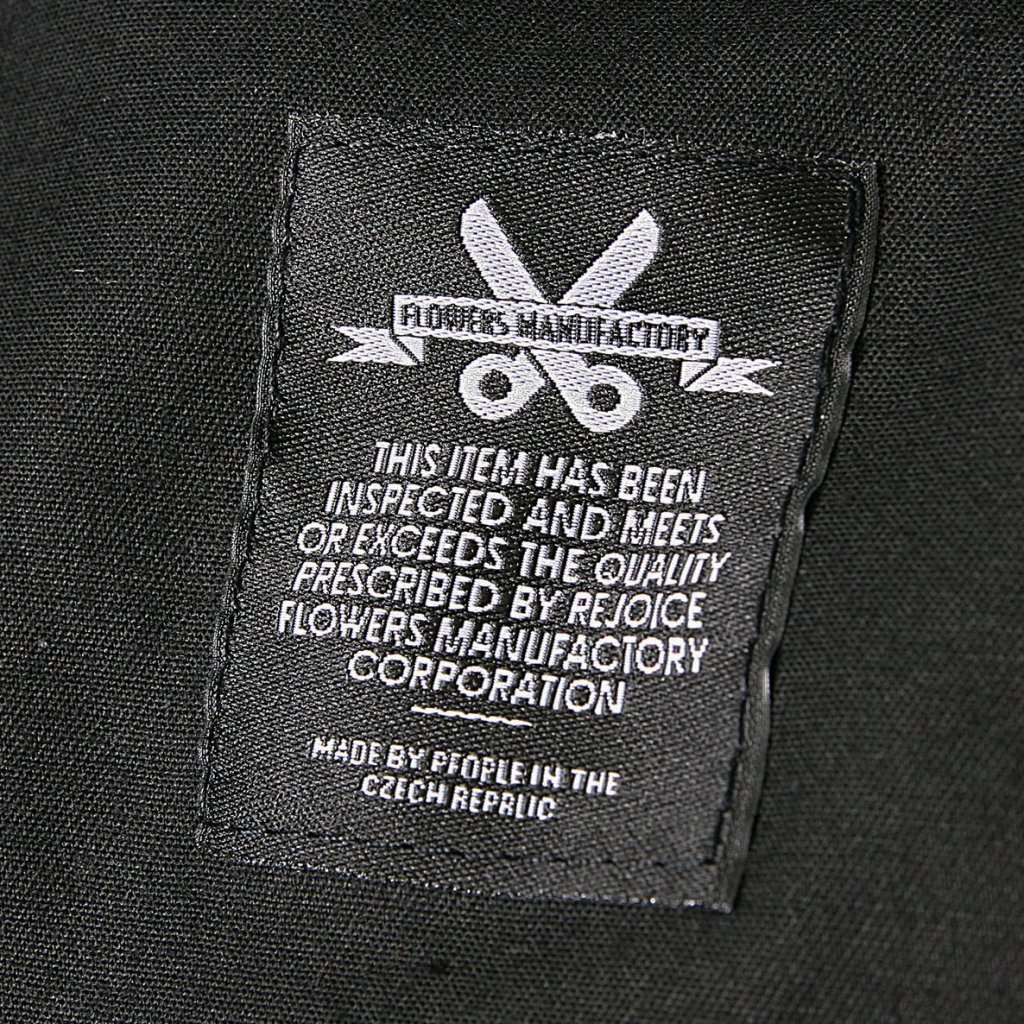 FLOWERS MANUFACTORY
THIS ITEM HAS BEEN
INSPECTED AND MEETS
OR EXCEEDS THE QUALITY
PRESCRIBED BY REJOICE
FLOWERS MANUFACTORY
CORPORATION
MADE BY PEOPLE IN THE
CZECH REPRLIC